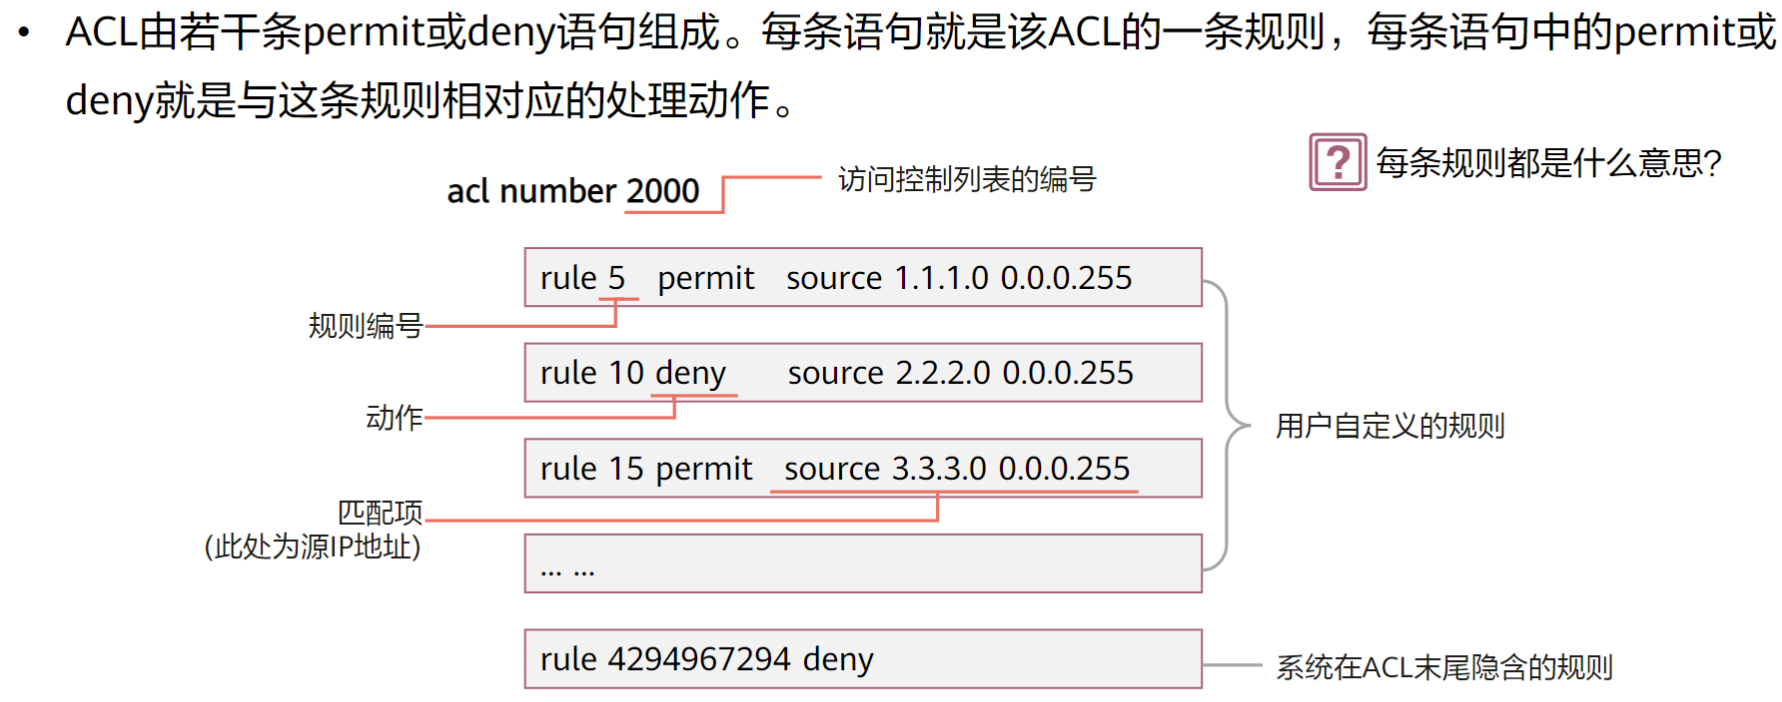 • ACL由若干条permit或deny语句组成。每条语句就是该ACL的一条规则，每条语句中的permit或
deny就是与这条规则相对应的处理动作。
? 每条规则都是什么意思?
acl number 2000
访问控制列表的编号
rule 5 permit source 1.1.1.0 0.0.0.255
规则编号
rule 10 deny source 2.2.2.0 0.0.0.255
动作
用户自定义的规则
rule 15 permit source 3.3.3.0 0.0.0.255
匹配项
(此处为源IP地址)
... ...
rule 4294967294 deny
系统在ACL末尾隐含的规则